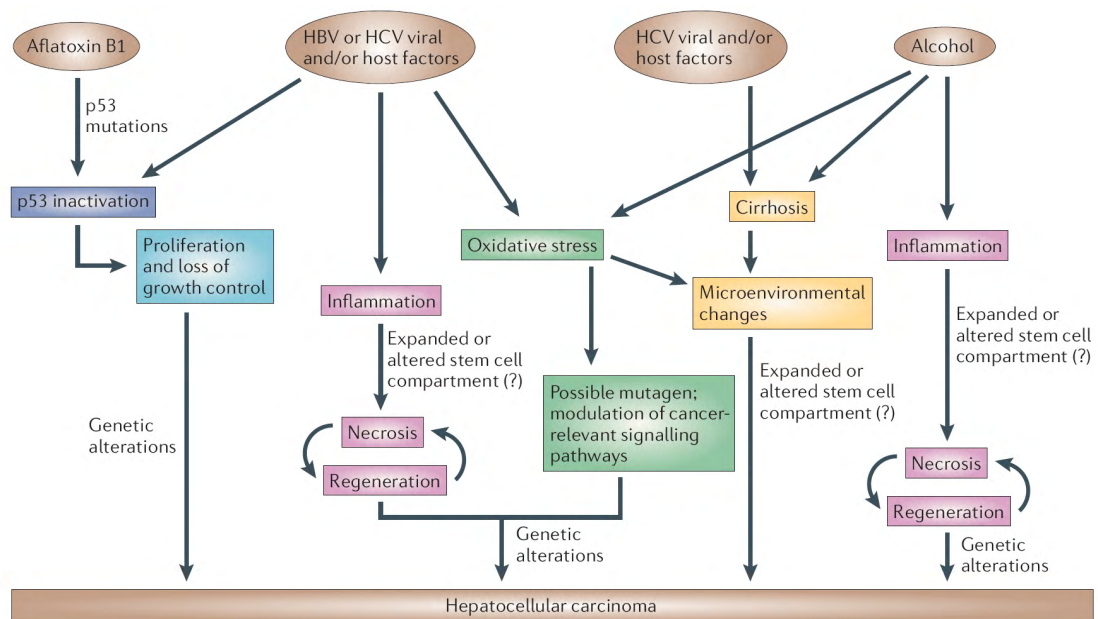 Aflatoxin B1
HBV or HCV viral
and/or host factors
HCV viral and/or
host factors
Alcohol
p53
mutations
p53 inactivation
Proliferation
and loss of
growth control
Genetic
alterations
Inflammation
Expanded or
altered stem cell
compartment (?)
Necrosis
Regeneration
Oxidative stress
Possible mutagen;
modulation of cancer-
relevant signalling
pathways
Genetic
alterations
Cirrhosis
Microenvironmental
changes
Expanded or
altered stem cell
compartment (?)
Inflammation
Expanded or
altered stem cell
compartment (?)
Necrosis
Regeneration
Genetic
alterations
Hepatocellular carcinoma